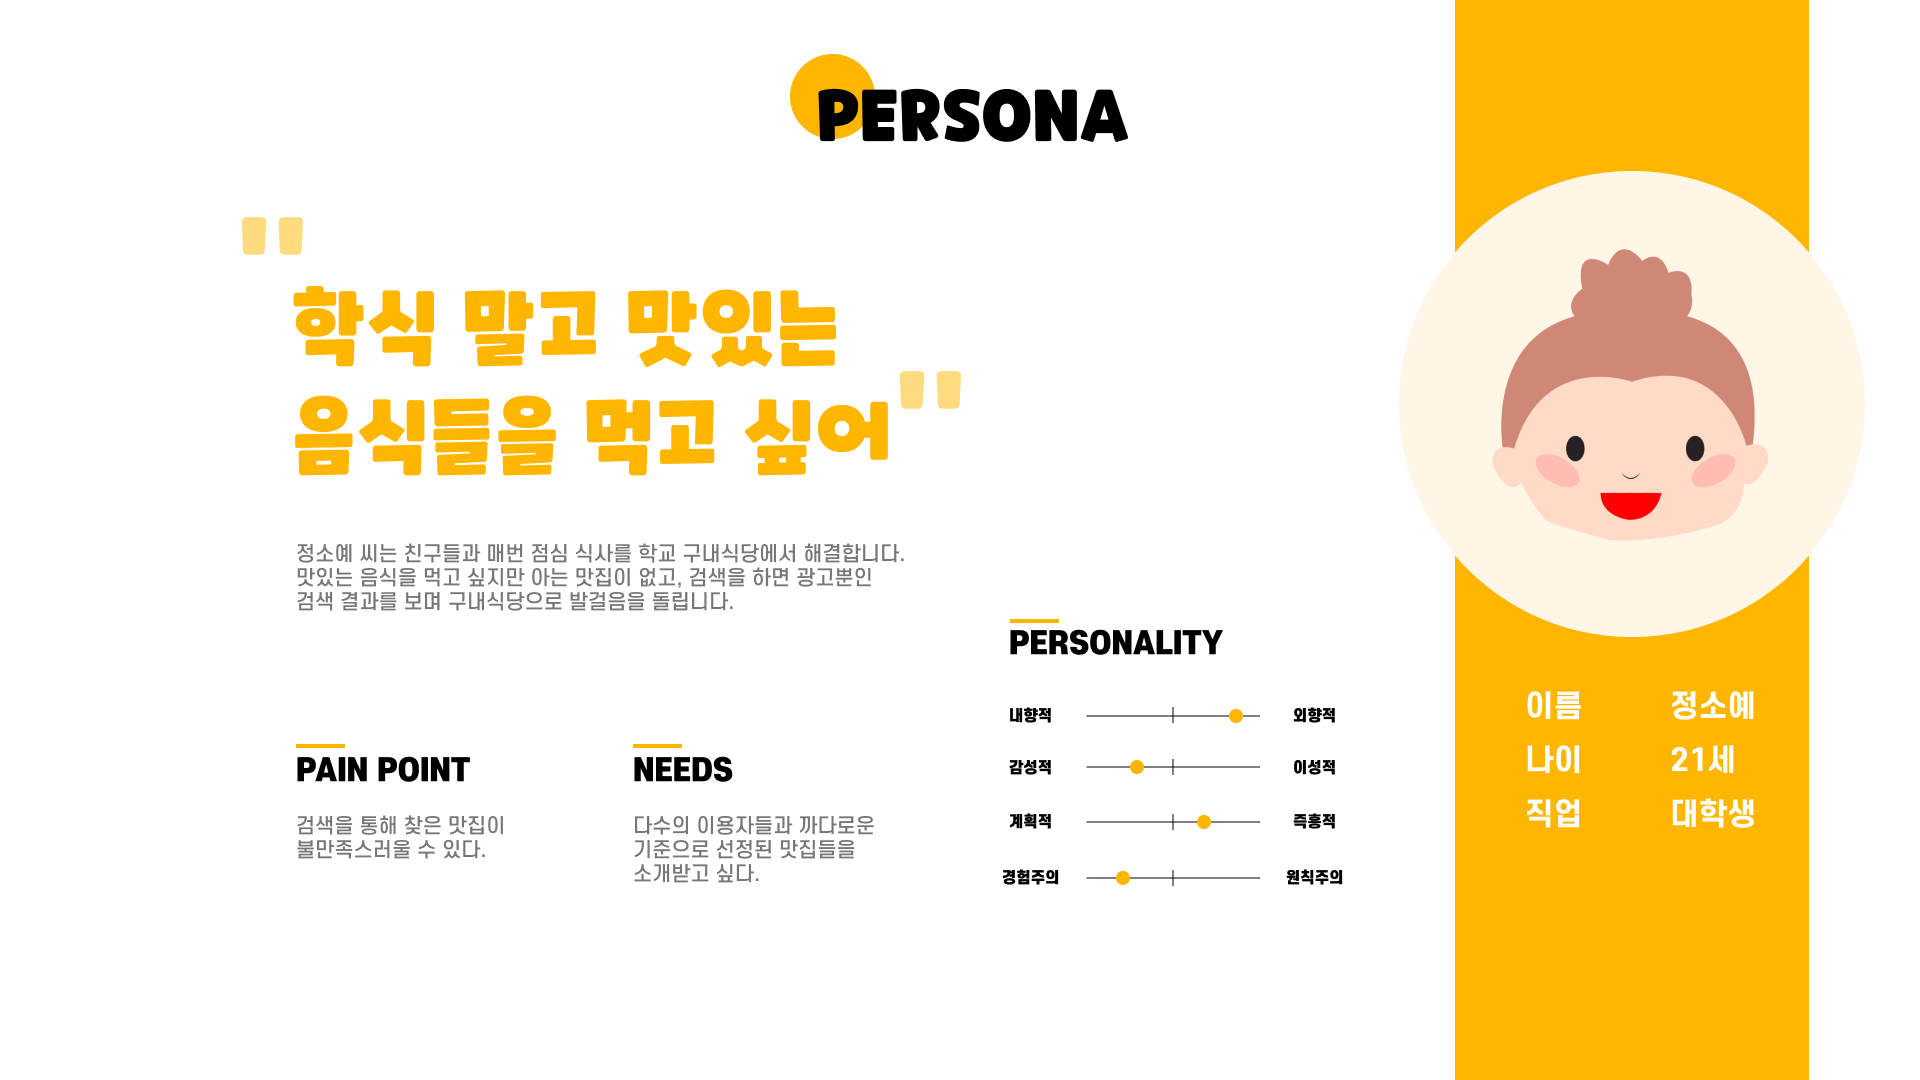 PERSONA
"학식 말고 맛있는
음식들을 먹고 싶어"
정소예 씨는 친구들과 매번 점심 식사를 학교 구내식당에서 해결합니다.
맛있는 음식을 먹고 싶지만 아는 맛집이 없고, 검색을 하면 광고뿐인
검색 결과를 보며 구내식당으로 발걸음을 돌립니다.
PAIN POINT
검색을 통해 찾은 맛집이
불만족스러울 수 있다.
NEEDS
다수의 이용자들과 까다로운
기준으로 선정된 맛집들을
소개받고 싶다.
PERSONALITY
내향적 외향적
감성적 이성적
계획적 즉흥적
경험주의 원칙주의
이름 정소예
나이 21세
직업 대학생